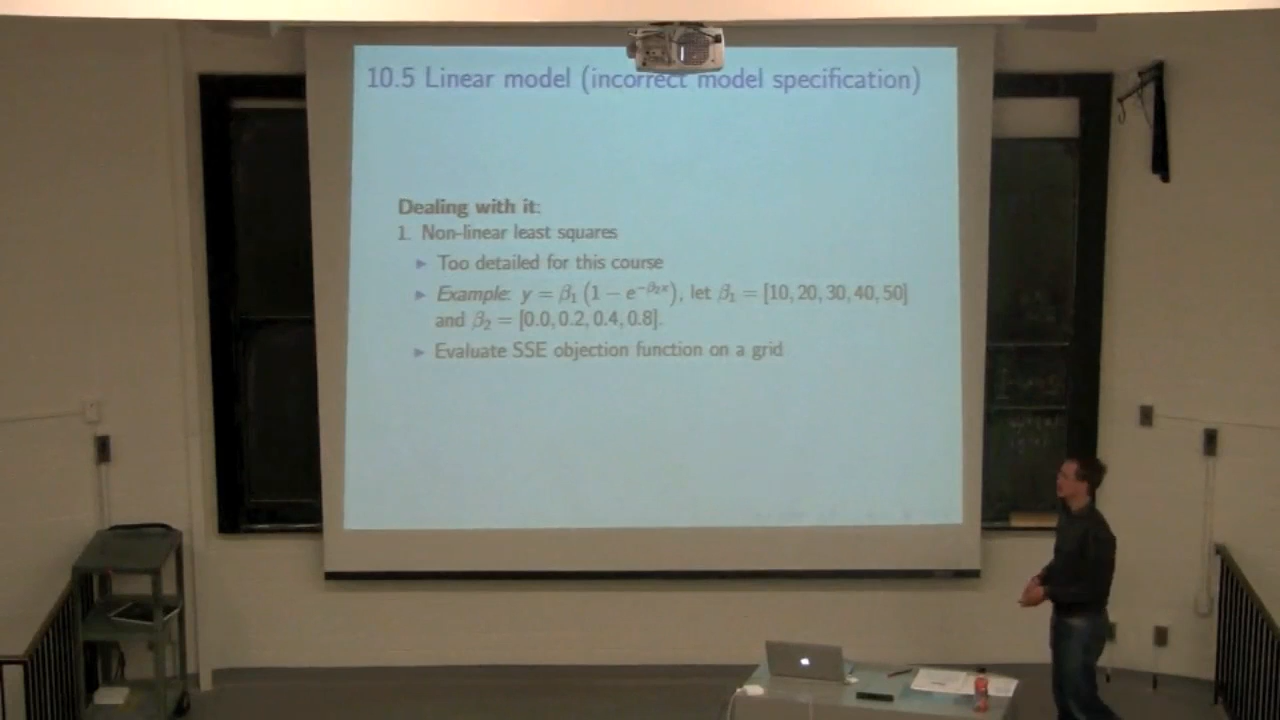 10.5 Linear model (incorrect model specification)
Dealing with it:
1. Non-linear least squares
► Too detailed for this course
► Example: y = β₁ (1 − e^{−β₂x}), let β₁ = [10, 20, 30, 40, 50]
and β₂ = [0.0, 0.2, 0.4, 0.8].
► Evaluate SSE objection function on a grid